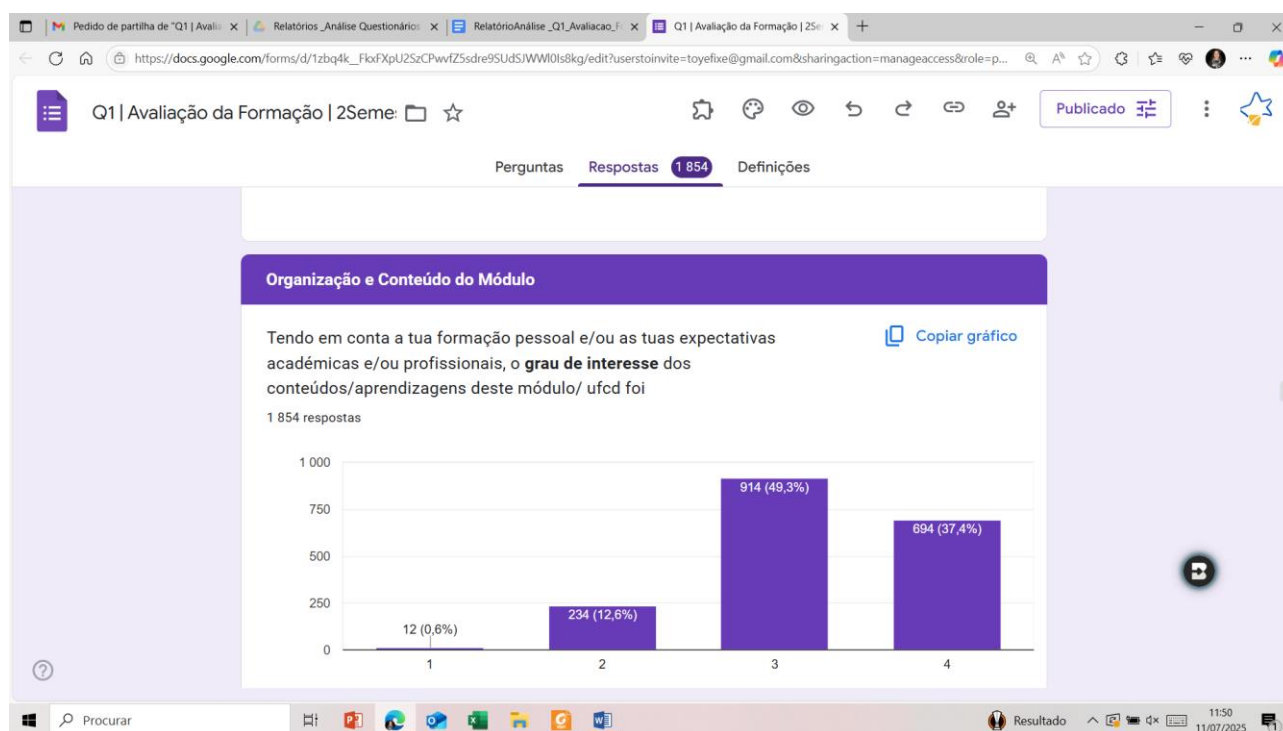 Pedido de partilha de "Q1 | Avalia
Relatórios _Análise Questionários
RelatórioAnálise _Q1_Avaliacao_F
Q1 | Avaliação da Formação | 2Se
https://docs.google.com/forms/d/1zbq4k__FkxFXpU2SzCPwvfZ5sdre9SUdSJWWl0Is8kg/edit?userstoinvite=toyefixe@gmail.com&sharingaction=manageaccess&role=p...
Q1 | Avaliação da Formação | 2Seme
Publicado
Perguntas Respostas 1 854 Definições
Organização e Conteúdo do Módulo
Tendo em conta a tua formação pessoal e/ou as tuas expectativas
académicas e/ou profissionais, o grau de interesse dos
conteúdos/aprendizagens deste módulo/ ufcd foi
Copiar gráfico
1 854 respostas
1 000
750
500
250
0
12 (0,6%)
234 (12,6%)
914 (49,3%)
694 (37,4%)
1 2 3 4
Procurar
Resultado
11:50
11/07/2025